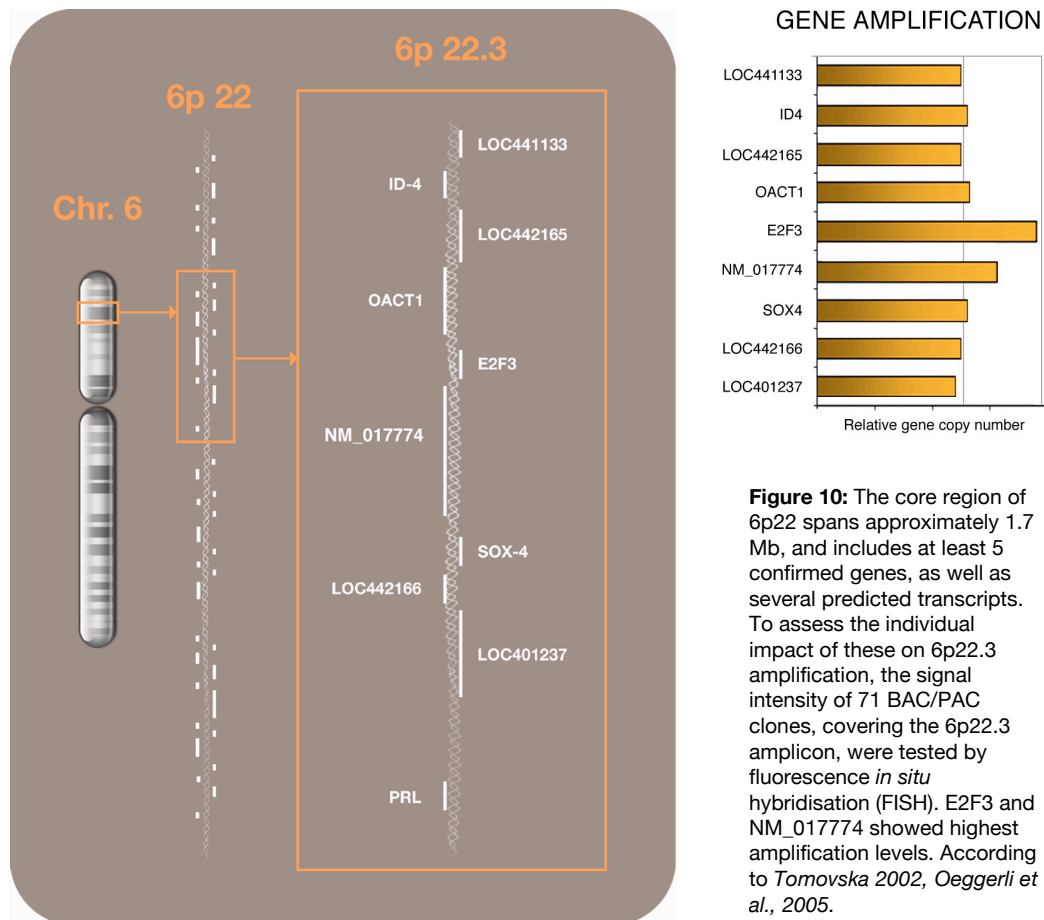 6p 22.3
6p 22
Chr. 6
LOC441133
ID-4
LOC442165
OACT1
E2F3
NM_017774
SOX-4
LOC442166
LOC401237
PRL
GENE AMPLIFICATION
LOC441133
ID4
LOC442165
OACT1
E2F3
NM_017774
SOX4
LOC442166
LOC401237
Relative gene copy number
Figure 10: The core region of
6p22 spans approximately 1.7
Mb, and includes at least 5
confirmed genes, as well as
several predicted transcripts.
To assess the individual
impact of these on 6p22.3
amplification, the signal
intensity of 71 BAC/PAC
clones, covering the 6p22.3
amplicon, were tested by
fluorescence in situ
hybridisation (FISH). E2F3 and
NM_017774 showed highest
amplification levels. According
to Tomovska 2002, Oeggerli et
al., 2005.